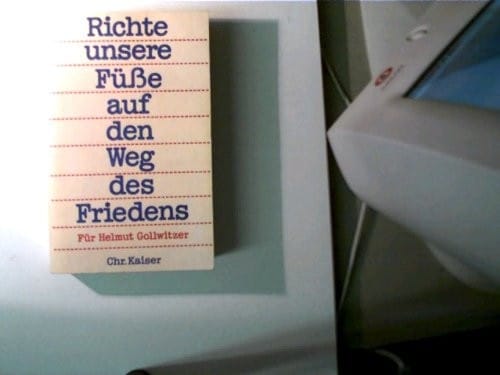 Richte
unsere
Füße
auf
den
Weg
des
Friedens
Für Helmut Gollwitzer
Chr. Kaiser